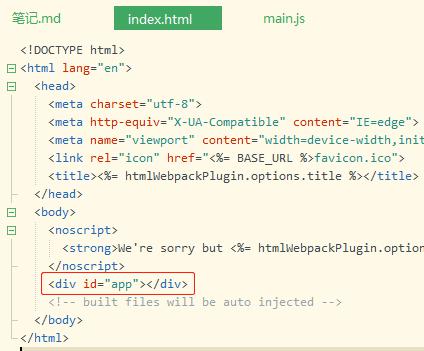 笔记.md index.html main.js
<!DOCTYPE html>
<html lang="en">
<head>
<meta charset="utf-8">
<meta http-equiv="X-UA-Compatible" content="IE=edge">
<meta name="viewport" content="width=device-width,init
<link rel="icon" href="<%= BASE_URL %>favicon.ico">
<title><%= htmlWebpackPlugin.options.title %></title>
</head>
<body>
<noscript>
<strong>We're sorry but <%= htmlWebpackPlugin.option
</noscript>
<div id="app"></div>
<!-- built files will be auto injected -->
</body>
</html>